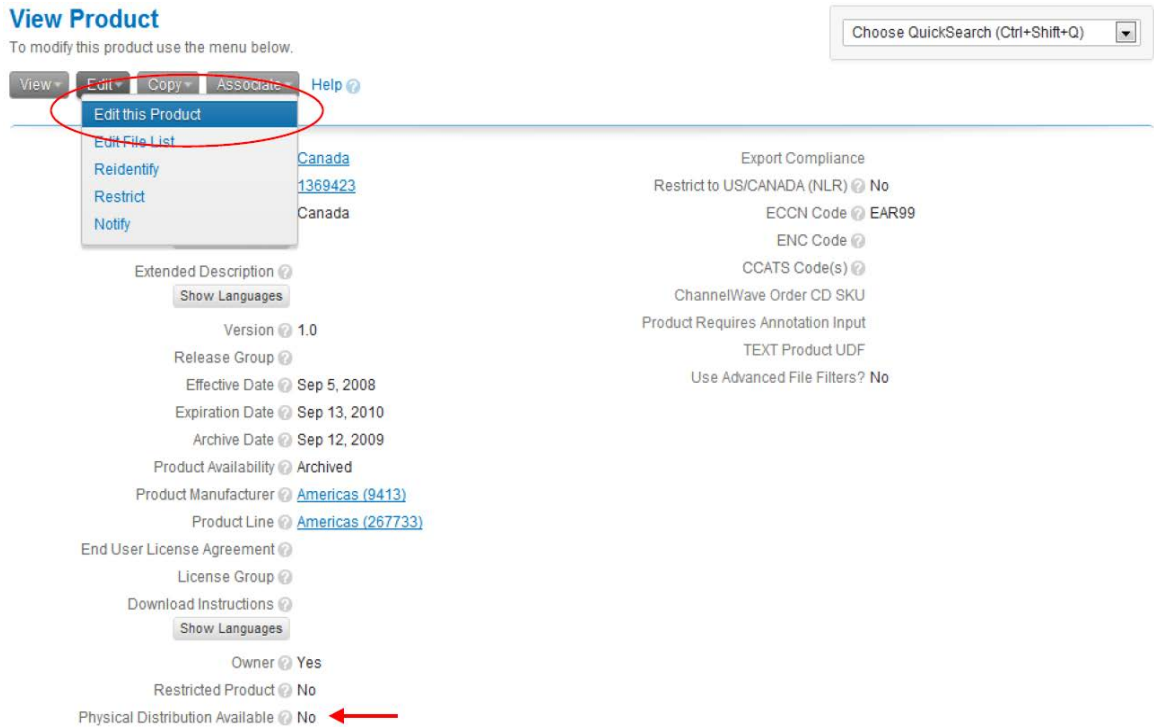 View Product
To modify this product use the menu below.
Choose QuickSearch (Ctrl+Shift+Q)
View Edit Copy Associate Help
Edit this Product
Edit File List
Reidentify
Restrict
Notify
Canada
1369423
Canada
Extended Description
Show Languages
Version 1.0
Release Group
Effective Date Sep 5, 2008
Expiration Date Sep 13, 2010
Archive Date Sep 12, 2009
Product Availability Archived
Product Manufacturer Americas (9413)
Product Line Americas (267733)
End User License Agreement
License Group
Download Instructions
Show Languages
Owner Yes
Restricted Product No
Physical Distribution Available No
Export Compliance
Restrict to US/CANADA (NLR) No
ECCN Code EAR99
ENC Code
CCATS Code(s)
ChannelWave Order CD SKU
Product Requires Annotation Input
TEXT Product UDF
Use Advanced File Filters? No